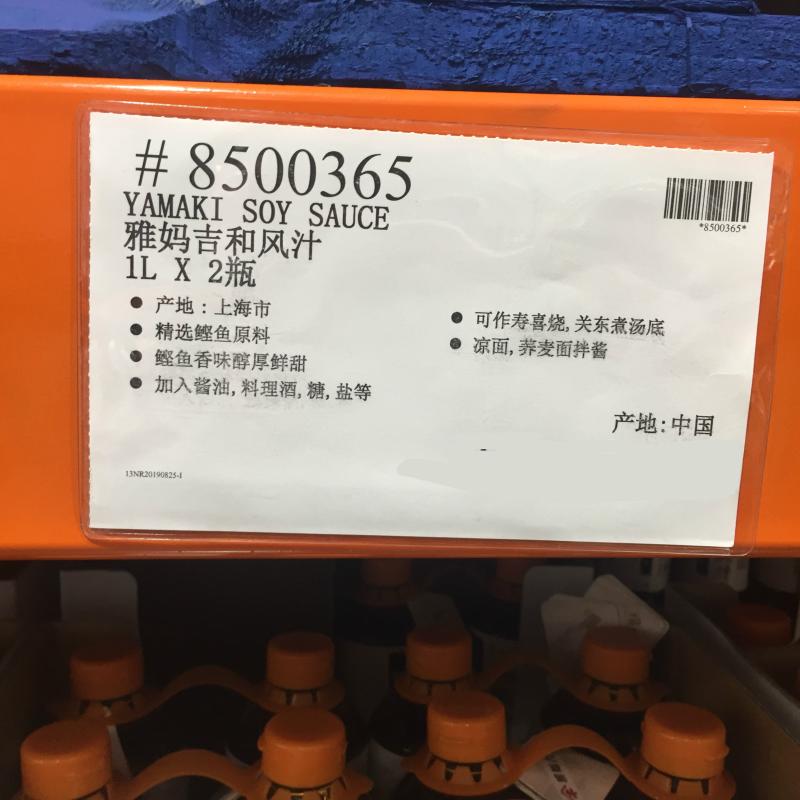 # 8500365
*8500365*
YAMAKI SOY SAUCE
雅妈吉和风汁
1L X 2瓶
● 产地：上海市
● 精选鲣鱼原料
● 鲣鱼香味醇厚鲜甜
● 加入酱油,料理酒,糖,盐等
● 可作寿喜烧,关东煮汤底
● 凉面,荞麦面拌酱
产地:中国
13NR20190825-1